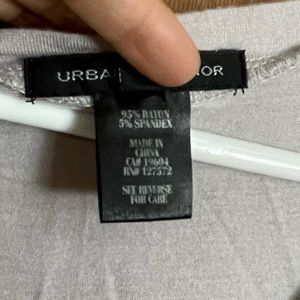 URBA NOR
95% RAYON
5% SPANDEX
MADE IN
CHINA
CA# 19604
RN# 127572
SEE REVERSE
FOR CARE